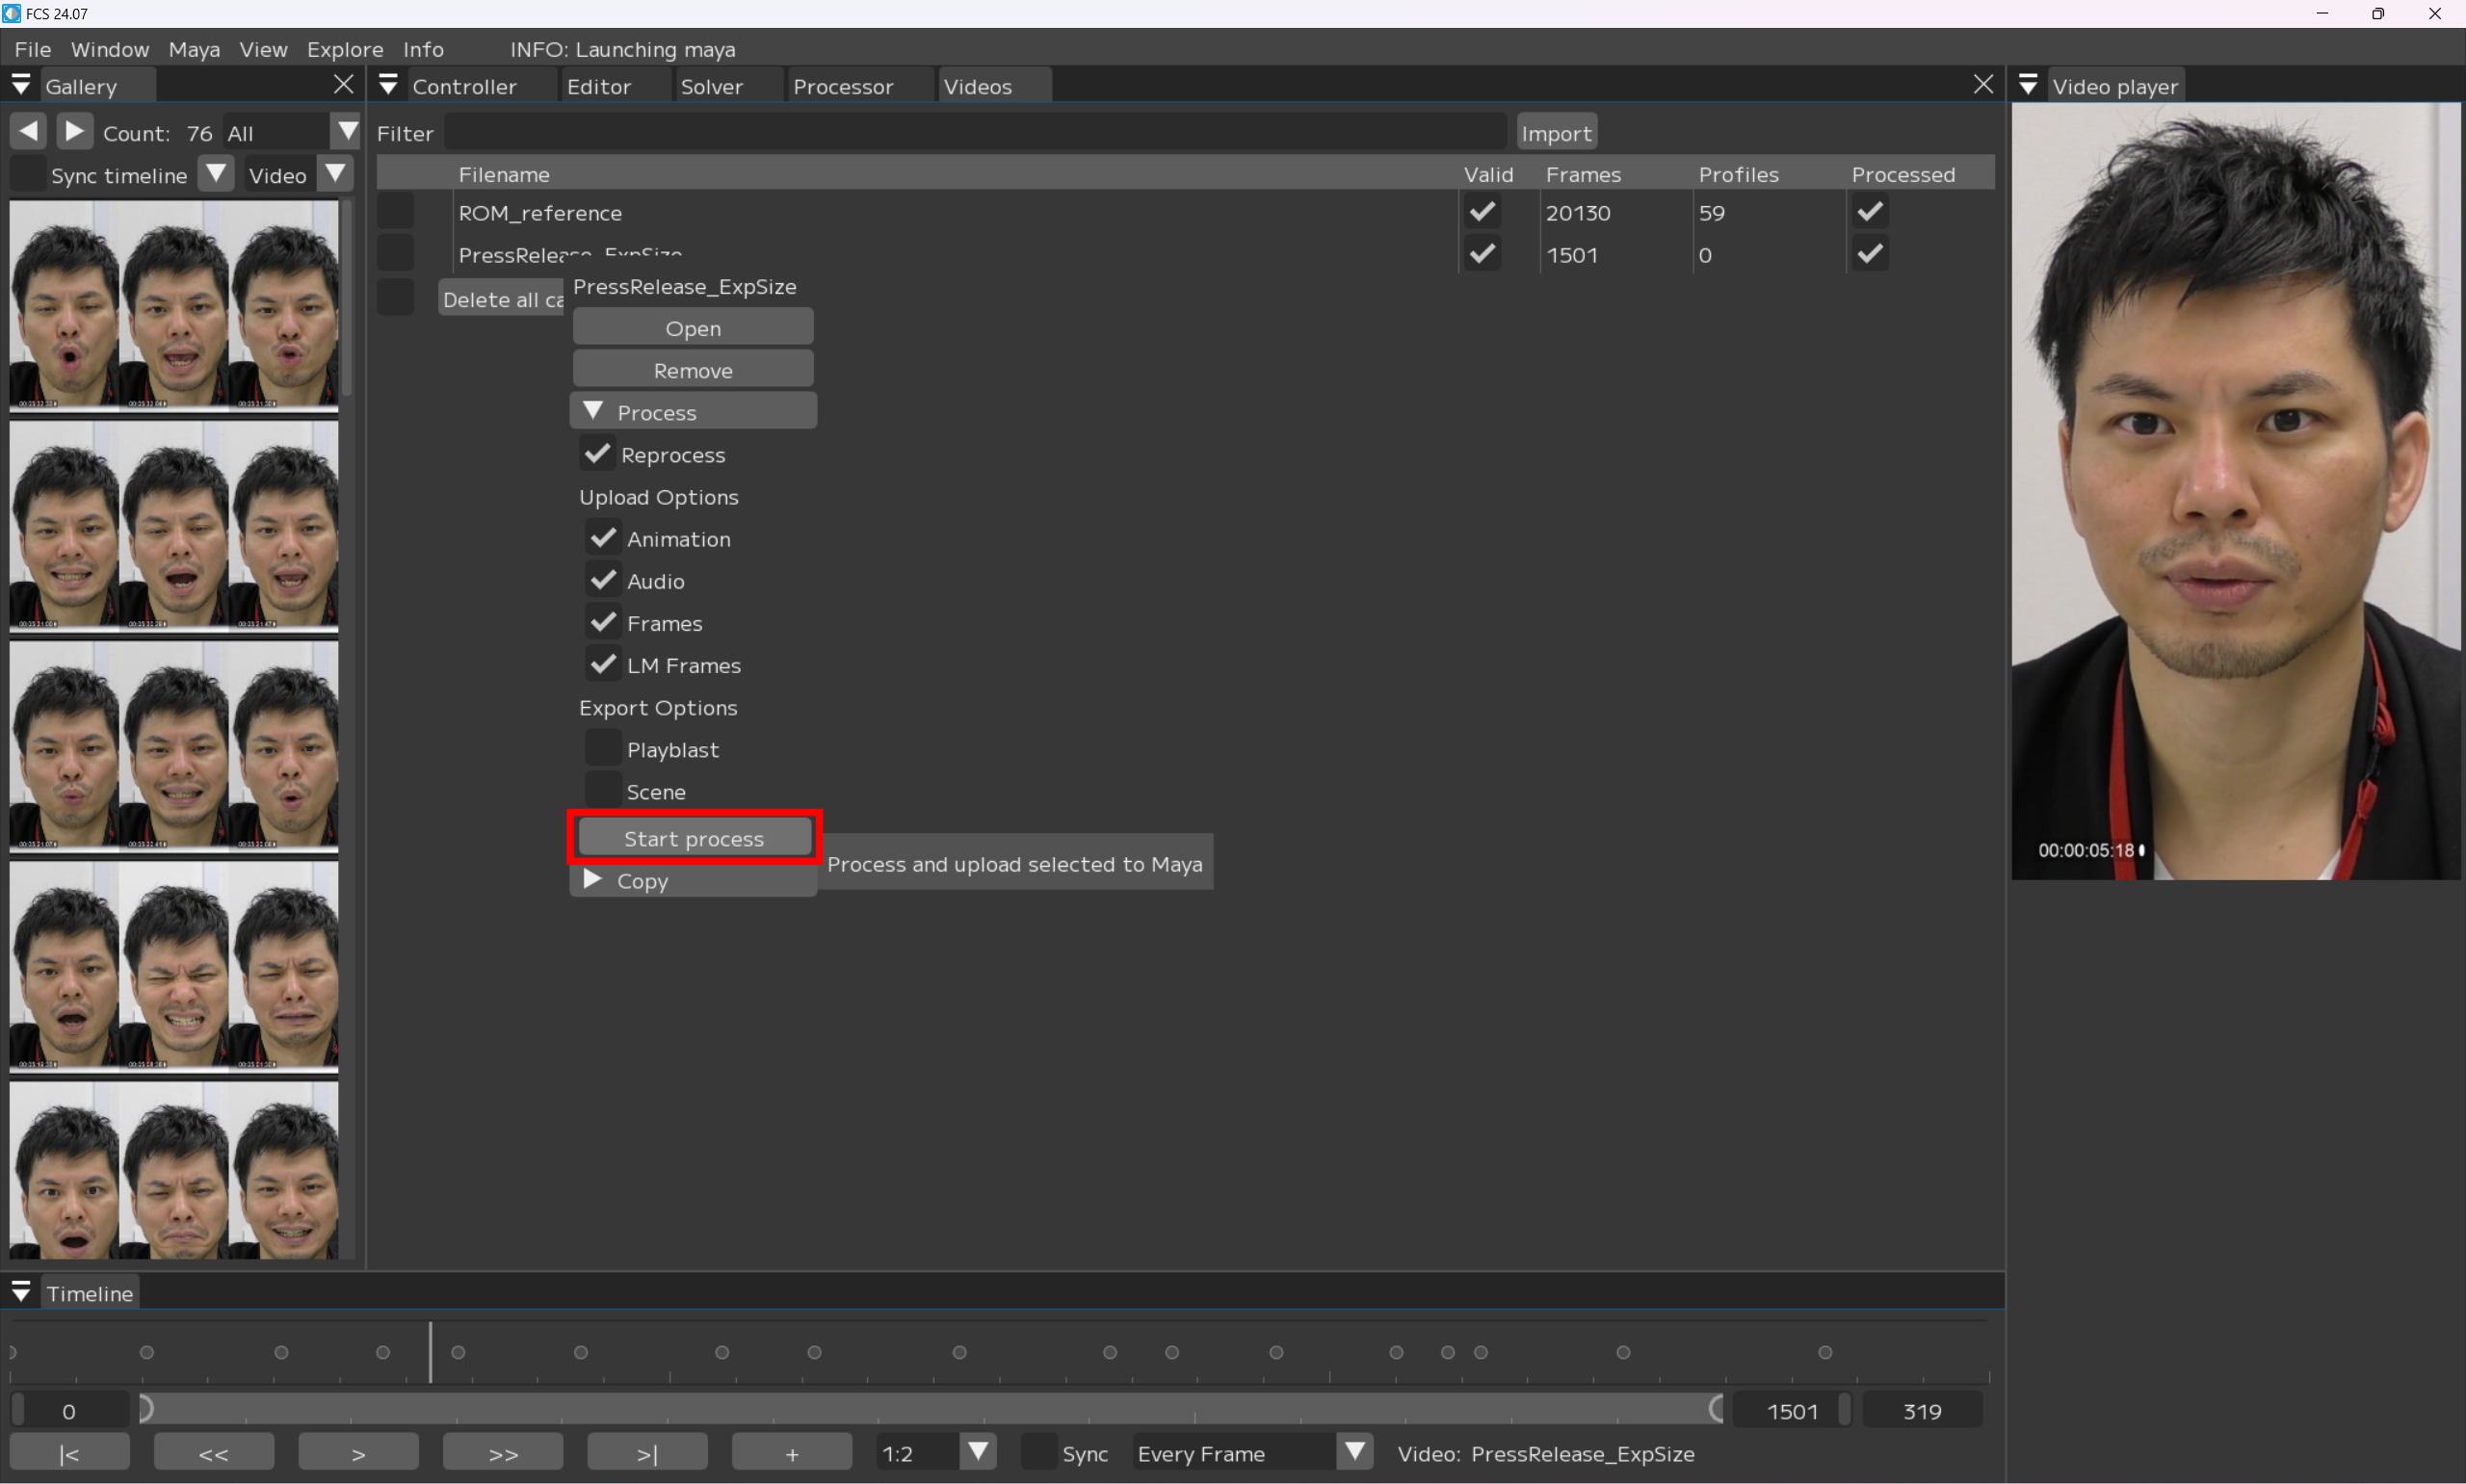 FCS 24.07
File Window Maya View Explore Info INFO: Launching maya
Gallery
Controller Editor Solver Processor Videos
Video player
Count: 76 All
Sync timeline Video
Filter Import
Filename Valid Frames Profiles Processed
ROM_reference 20130 59
PressRelease_ExpSize 1501 0
Delete all ca
PressRelease_ExpSize
Open
Remove
Process
Reprocess
Upload Options
Animation
Audio
Frames
LM Frames
Export Options
Playblast
Scene
Start process
Process and upload selected to Maya
Copy
00:00:05:18
Timeline
0 1501 319
|< << > >> >| + 1:2 Sync Every Frame Video: PressRelease_ExpSize